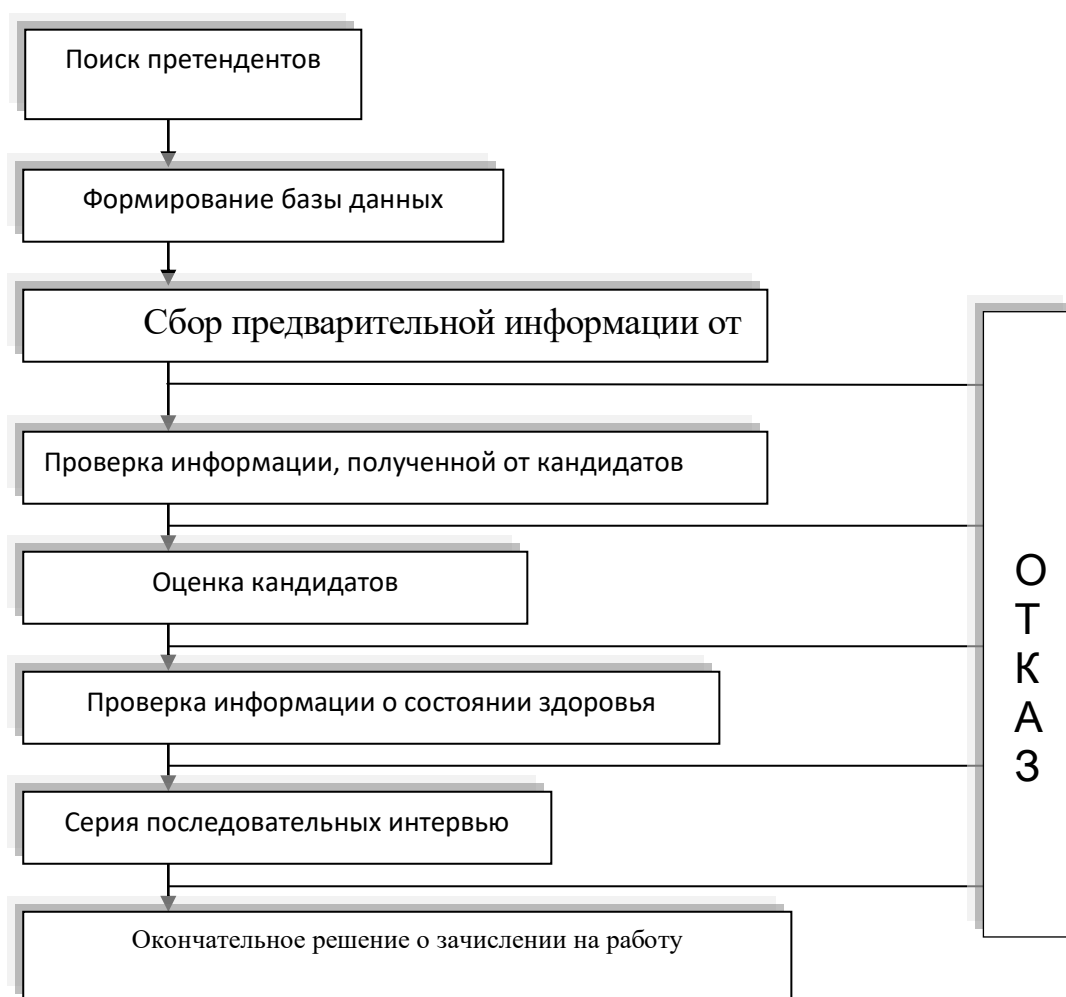 Поиск претендентов
Формирование базы данных
Сбор предварительной информации от
Проверка информации, полученной от кандидатов
Оценка кандидатов
Проверка информации о состоянии здоровья
Серия последовательных интервью
Окончательное решение о зачислении на работу
О
Т
К
А
З